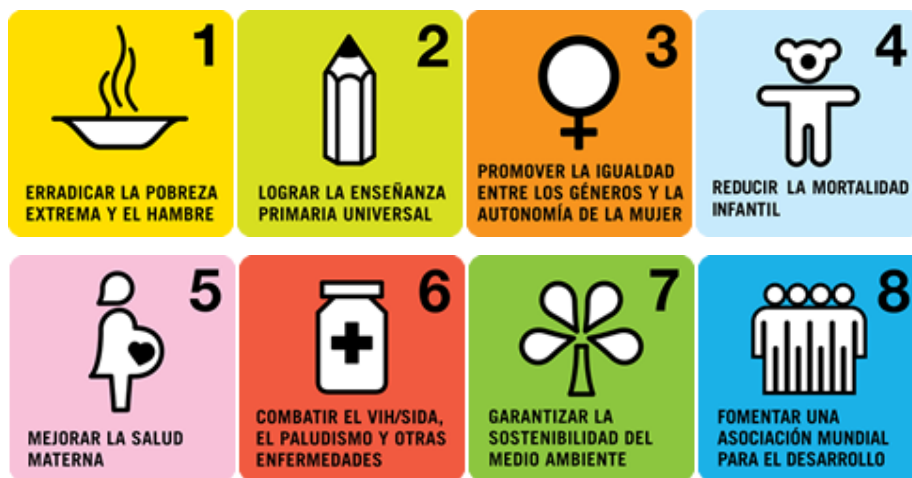 1
ERRADICAR LA POBREZA
EXTREMA Y EL HAMBRE
2
LOGRAR LA ENSEÑANZA
PRIMARIA UNIVERSAL
3
PROMOVER LA IGUALDAD
ENTRE LOS GÉNEROS Y LA
AUTONOMÍA DE LA MUJER
4
REDUCIR LA MORTALIDAD
INFANTIL
5
MEJORAR LA SALUD
MATERNA
6
COMBATIR EL VIH/SIDA,
EL PALUDISMO Y OTRAS
ENFERMEDADES
7
GARANTIZAR LA
SOSTENIBILIDAD DEL
MEDIO AMBIENTE
8
FOMENTAR UNA
ASOCIACIÓN MUNDIAL
PARA EL DESARROLLO